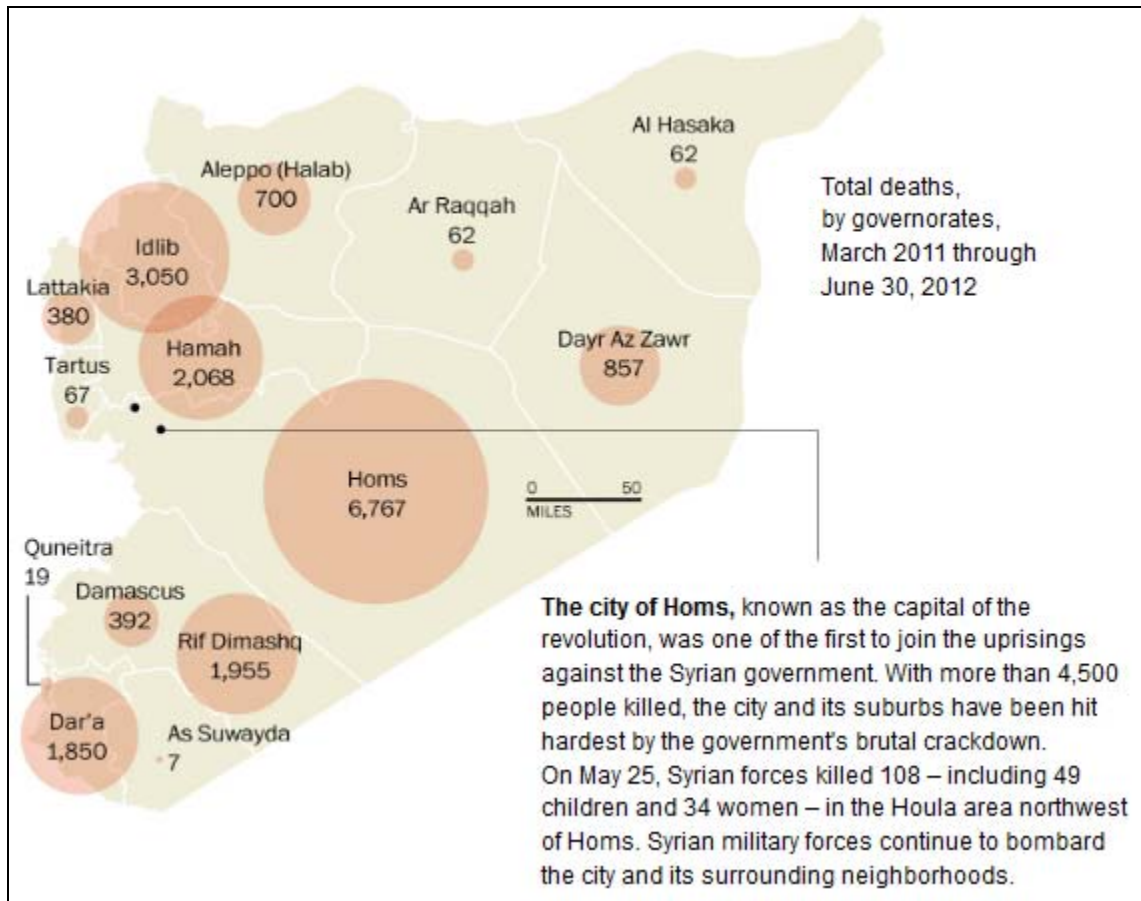 Al Hasaka
62
Aleppo (Halab)
700
Ar Raqqah
62
Total deaths,
by governorates,
March 2011 through
June 30, 2012
Idlib
3,050
Lattakia
380
Hamah
2,068
Dayr Az Zawr
857
Tartus
67
Homs
6,767
0 50
MILES
Quneitra
19
Damascus
392
Rif Dimashq
1,955
Dar'a
1,850
As Suwayda
7
The city of Homs, known as the capital of the
revolution, was one of the first to join the uprisings
against the Syrian government. With more than 4,500
people killed, the city and its suburbs have been hit
hardest by the government's brutal crackdown.
On May 25, Syrian forces killed 108 – including 49
children and 34 women – in the Houla area northwest
of Homs. Syrian military forces continue to bombard
the city and its surrounding neighborhoods.